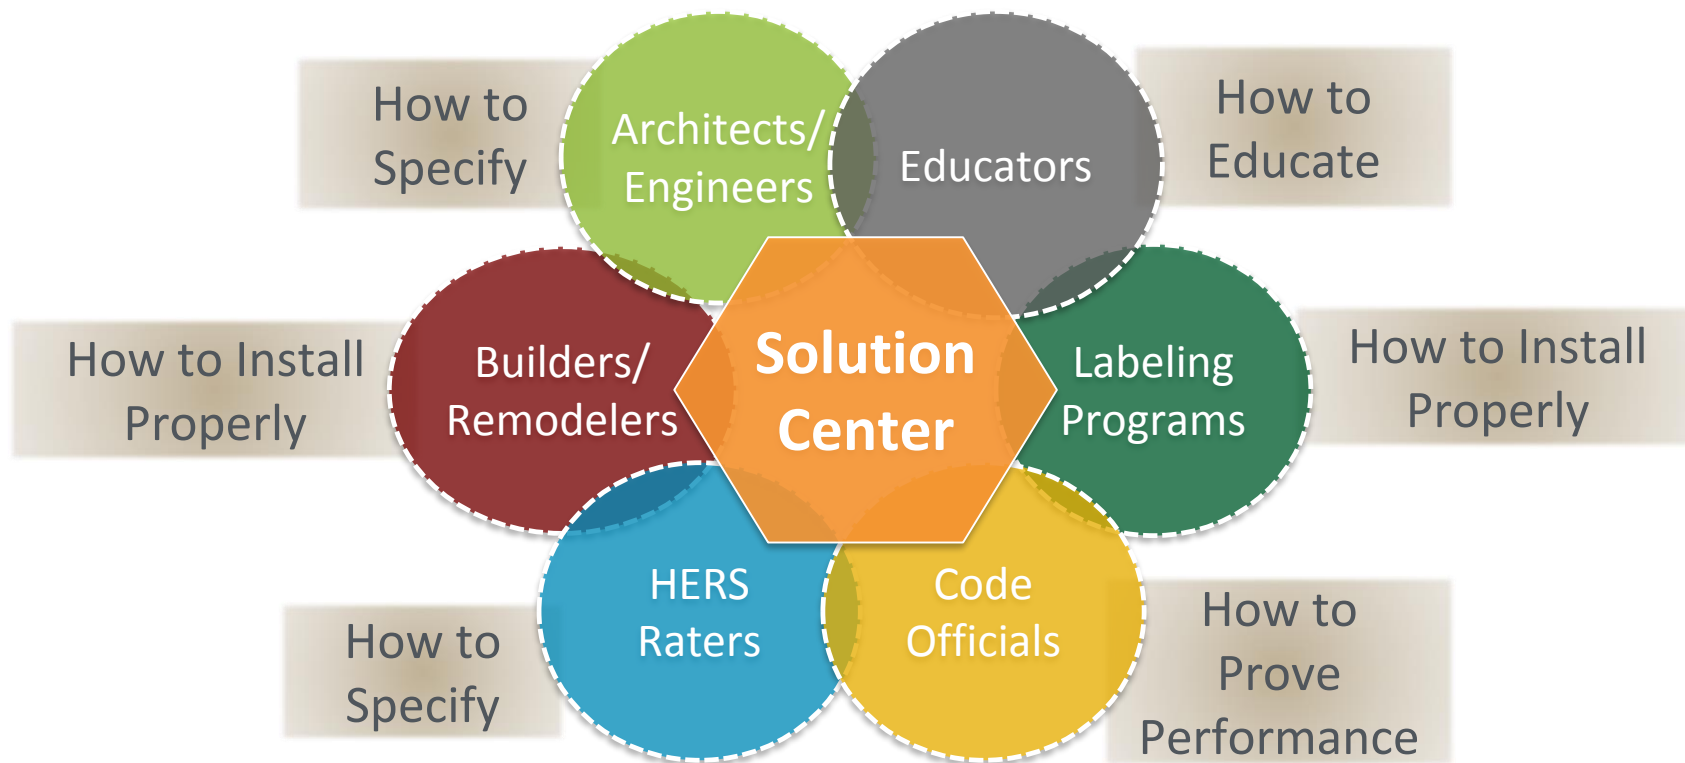 How to
Specify
Architects/
Engineers
Educators
How to
Educate
How to Install
Properly
Builders/
Remodelers
Solution
Center
Labeling
Programs
How to Install
Properly
How to
Specify
HERS
Raters
Code
Officials
How to
Prove
Performance